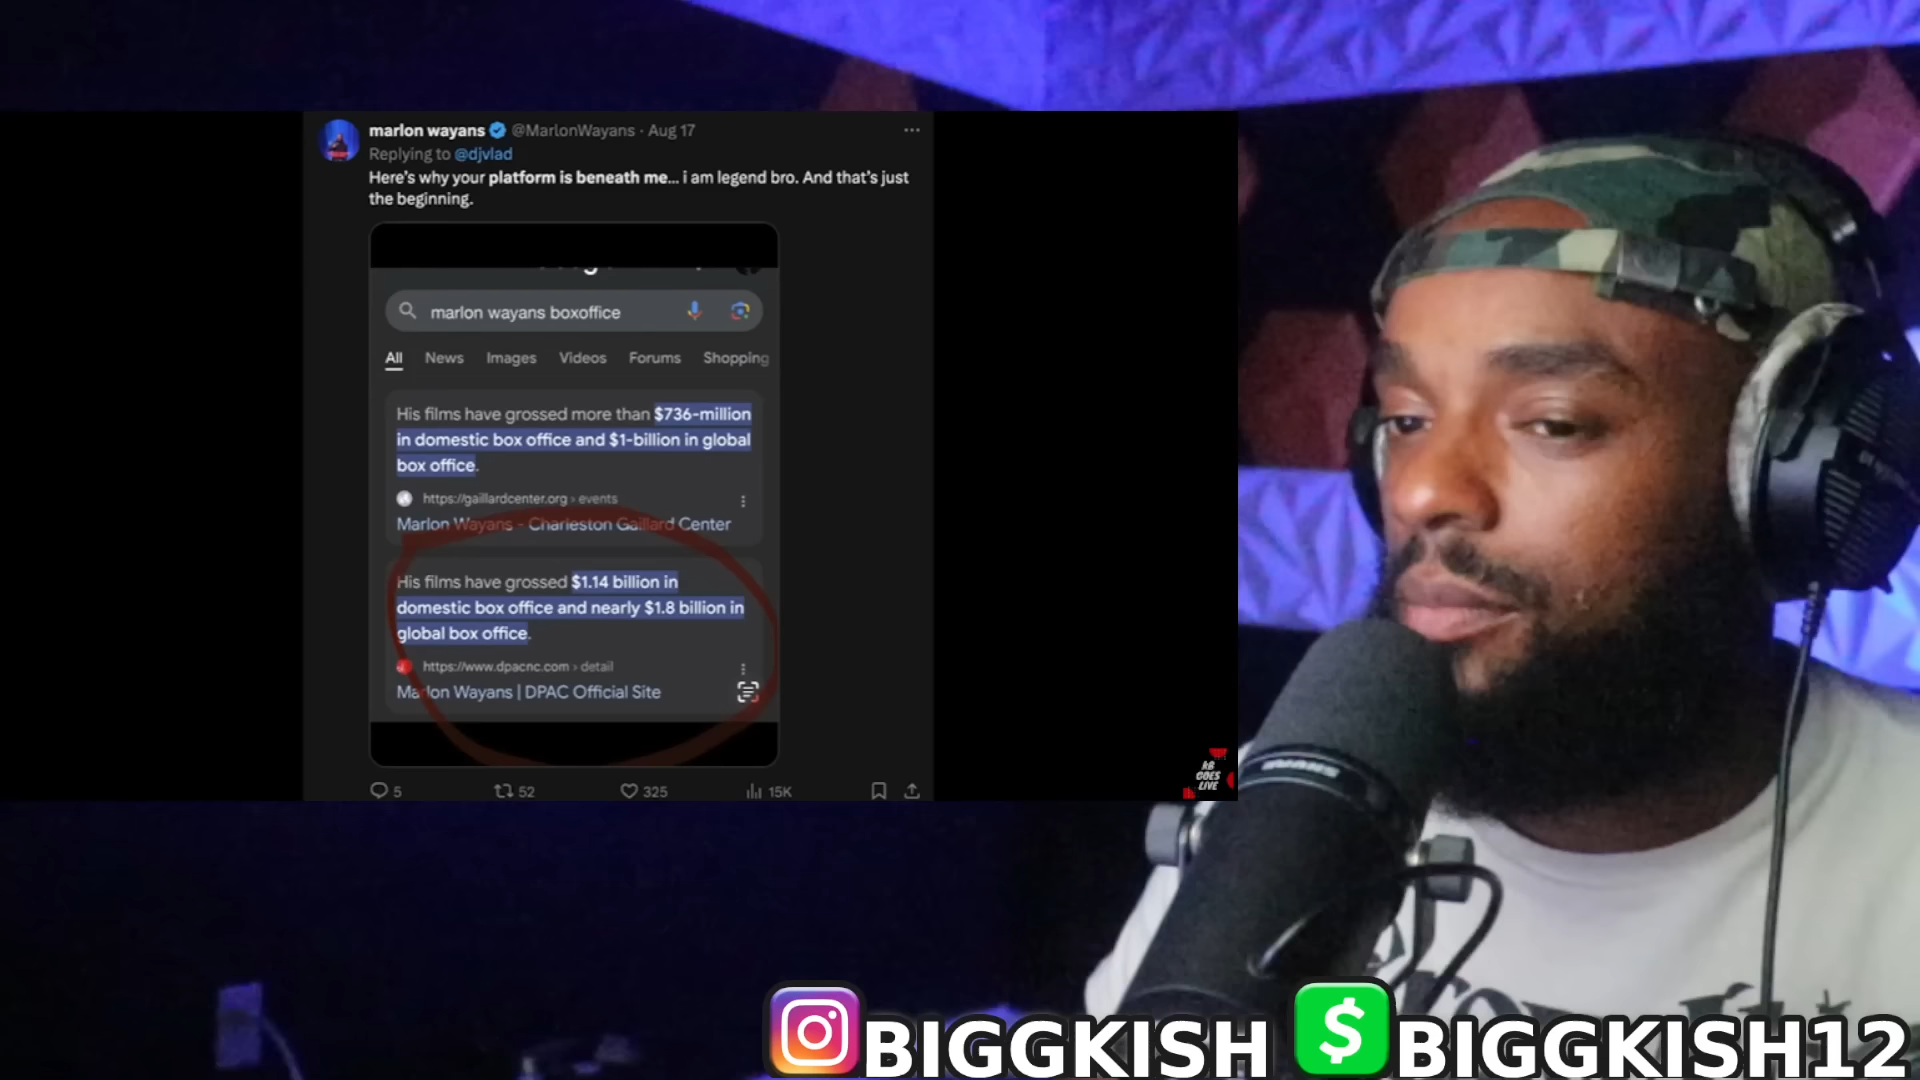 marlon wayans @MarlonWayans · Aug 17
Replying to @djvlad
Here's why your platform is beneath me... i am legend bro. And that's just
the beginning.
marlon wayans boxoffice
All News Images Videos Forums Shopping
His films have grossed more than $736-million
in domestic box office and $1-billion in global
box office.
https://gaillardcenter.org › events
Marlon Wayans - Charleston Gaillard Center
His films have grossed $1.14 billion in
domestic box office and nearly $1.8 billion in
global box office.
https://www.dpacnc.com › detail
Marlon Wayans | DPAC Official Site
5 52 325 15K
KB
GOES
LIVE
BIGGKISH $ BIGGKISH12